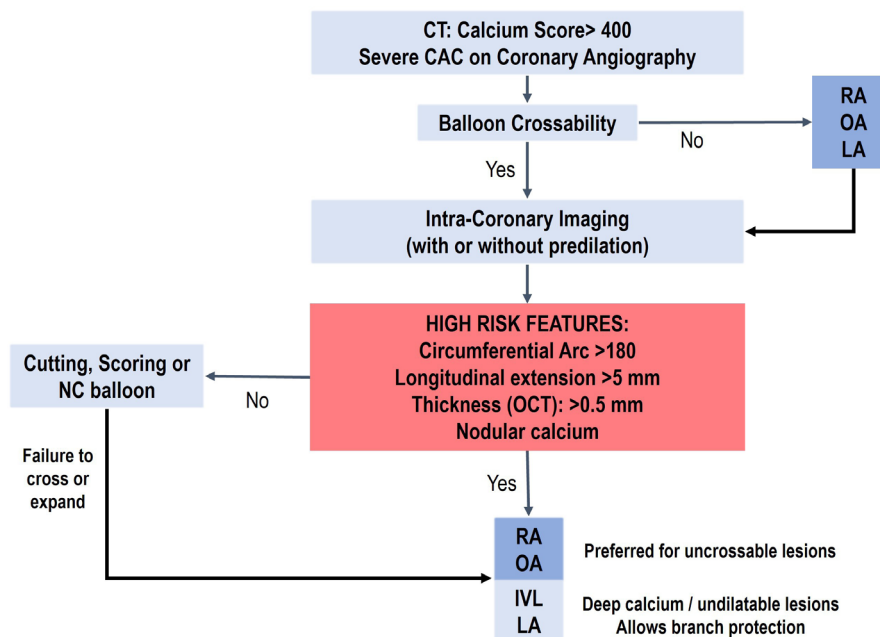 CT: Calcium Score> 400
Severe CAC on Coronary Angiography
Balloon Crossability
No
RA
OA
LA
Yes
Intra-Coronary Imaging
(with or without predilation)
HIGH RISK FEATURES:
Circumferential Arc >180
Longitudinal extension >5 mm
Thickness (OCT): >0.5 mm
Nodular calcium
No
Cutting, Scoring or
NC balloon
Failure to
cross or
expand
Yes
RA
OA
Preferred for uncrossable lesions
IVL
LA
Deep calcium / undilatable lesions
Allows branch protection